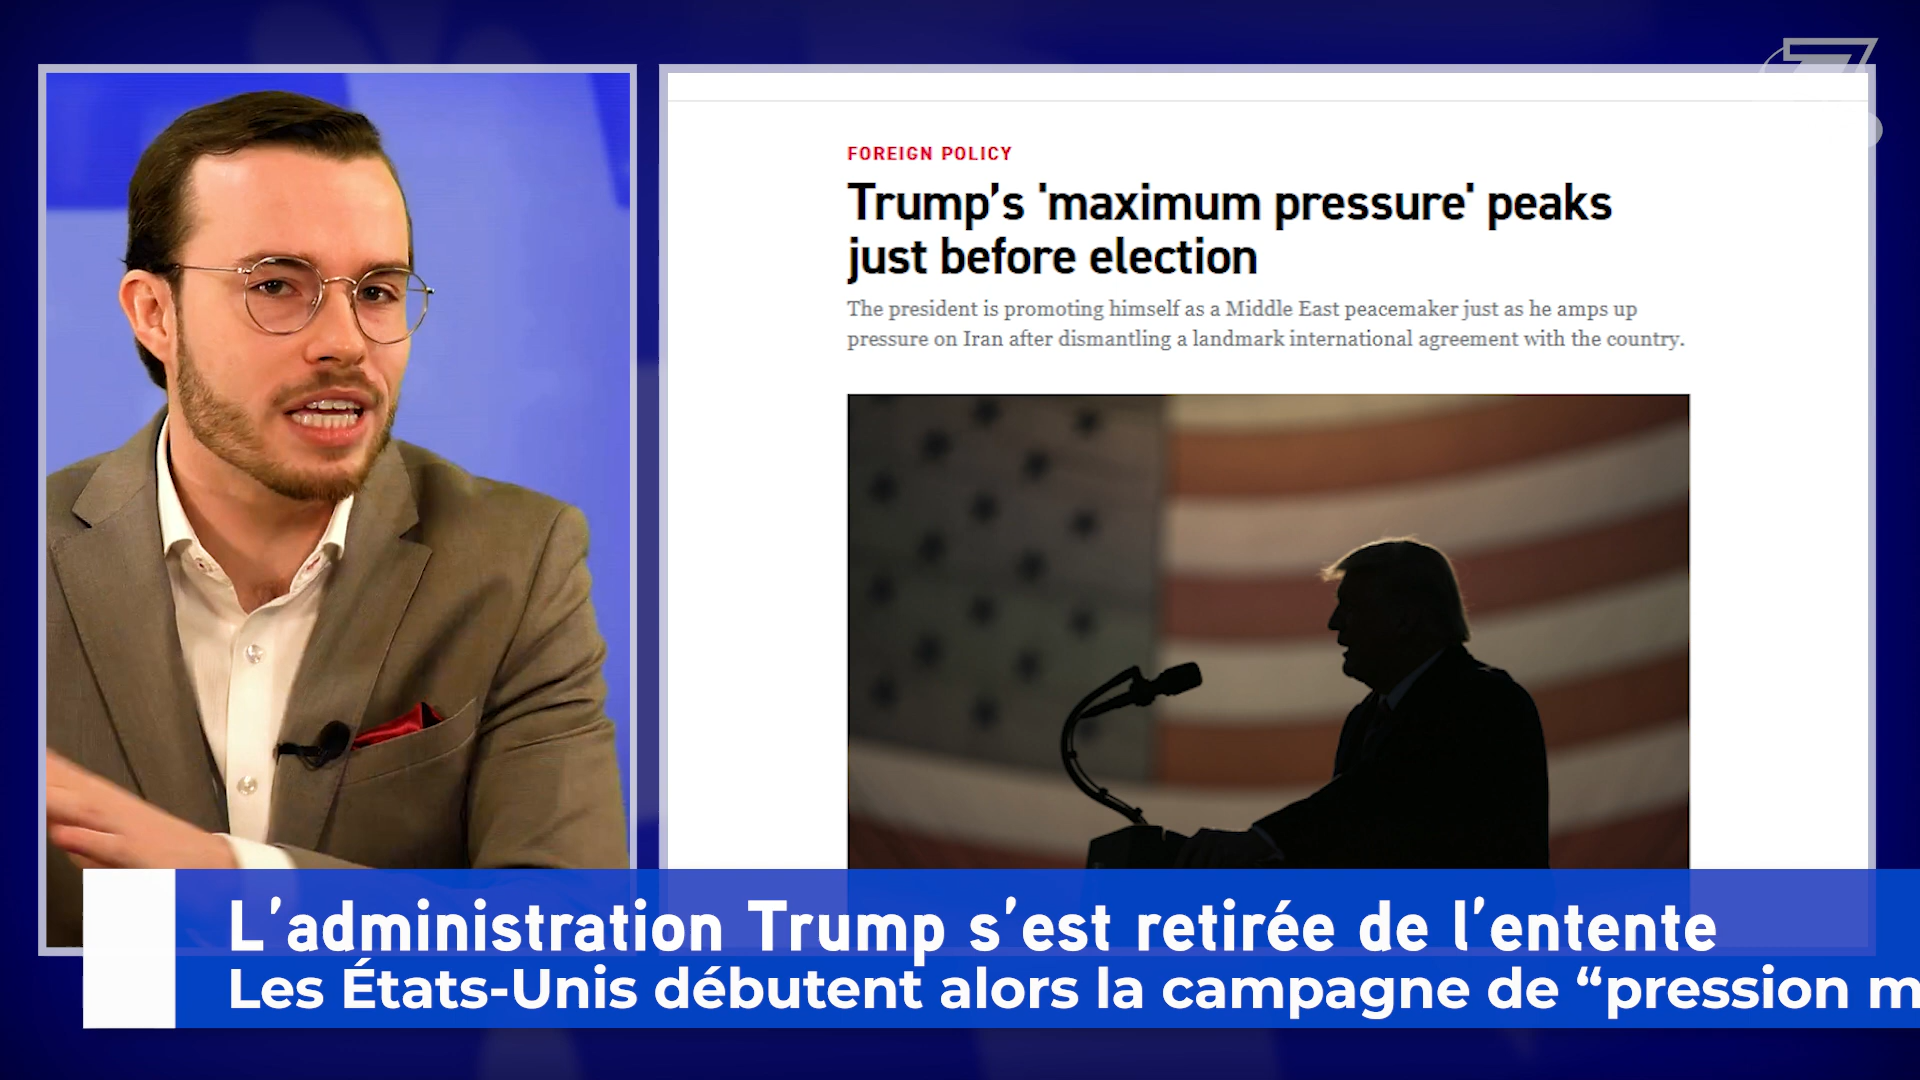 FOREIGN POLICY
Trump’s 'maximum pressure' peaks
just before election
The president is promoting himself as a Middle East peacemaker just as he amps up
pressure on Iran after dismantling a landmark international agreement with the country.
L’administration Trump s’est retirée de l’entente
Les États-Unis débutent alors la campagne de “pression m